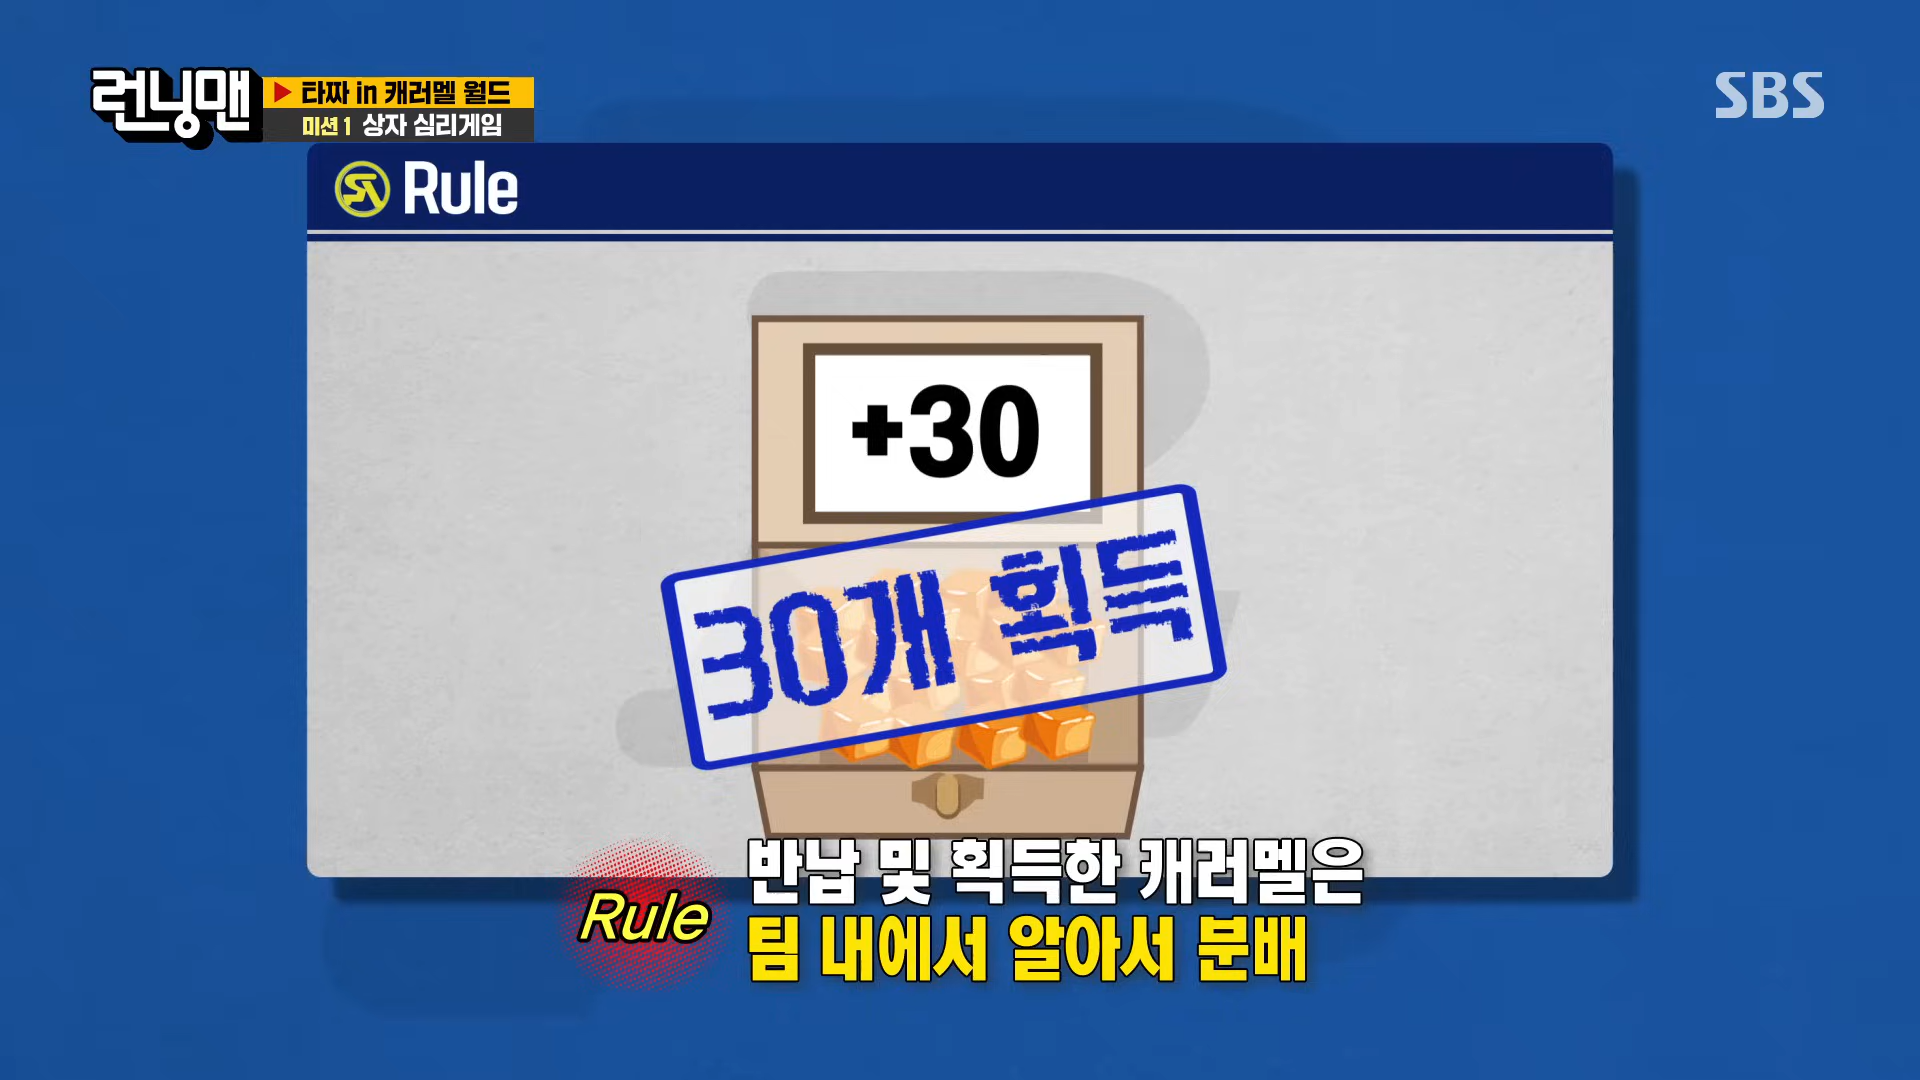 런닝맨
타짜 in 캐러멜 월드
미션 1 상자 심리게임
SBS
Rule
+30
30개 획득
Rule
반납 및 획득한 캐러멜은
팀 내에서 알아서 분배